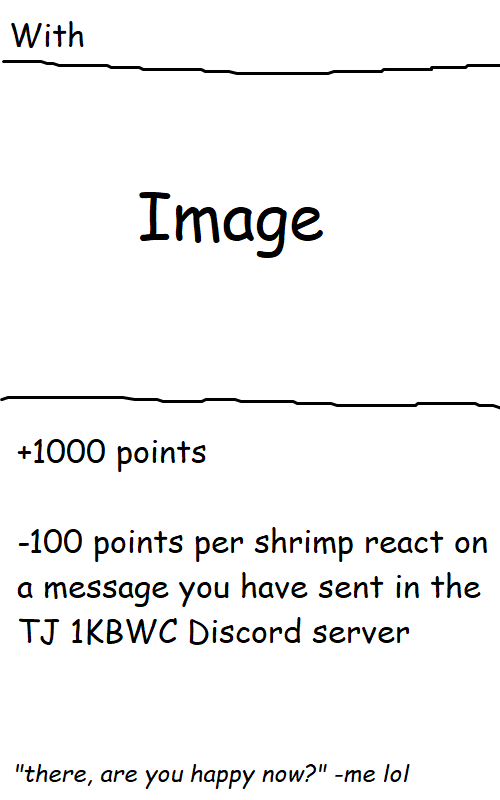 With
Image
+1000 points
-100 points per shrimp react on
a message you have sent in the
TJ 1KBWC Discord server
"there, are you happy now?" -me lol